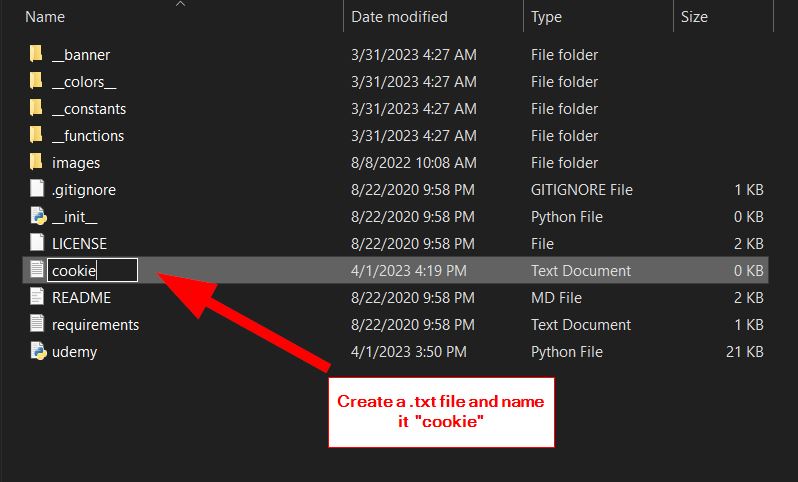 Name Date modified Type Size
__banner 3/31/2023 4:27 AM File folder
__colors__ 3/31/2023 4:27 AM File folder
__constants 3/31/2023 4:27 AM File folder
__functions 3/31/2023 4:27 AM File folder
images 8/8/2022 10:08 AM File folder
.gitignore 8/22/2020 9:58 PM GITIGNORE File 1 KB
__init__ 8/22/2020 9:58 PM Python File 0 KB
LICENSE 8/22/2020 9:58 PM File 2 KB
cookie 4/1/2023 4:19 PM Text Document 0 KB
README 8/22/2020 9:58 PM MD File 2 KB
requirements 8/22/2020 9:58 PM Text Document 1 KB
udemy 4/1/2023 3:50 PM Python File 21 KB
Create a .txt file and name
it "cookie"